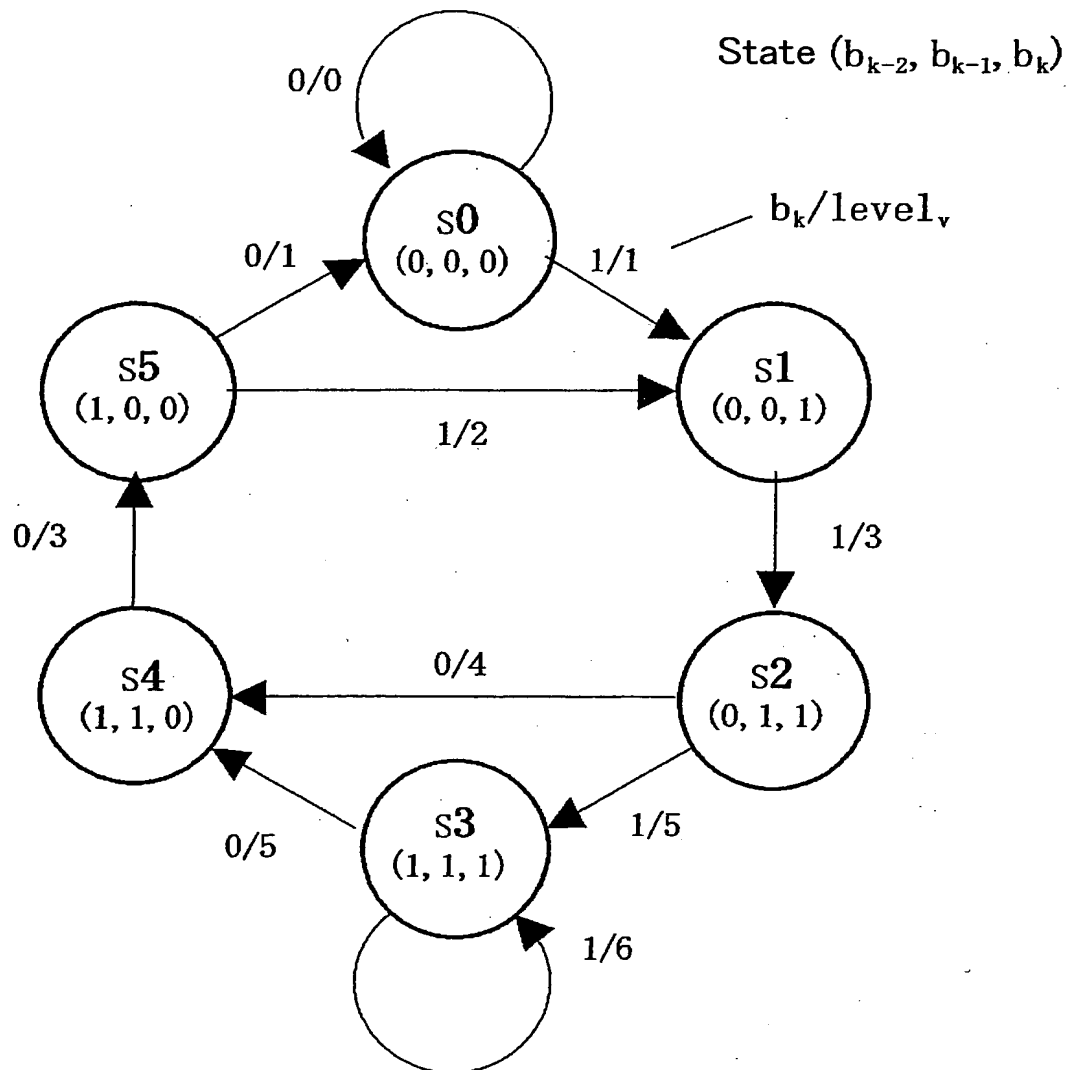 State (b_{k-2}, b_{k-1}, b_k)
0/0
b_k/level_v
S0
(0, 0, 0)
0/1
1/1
S5
(1, 0, 0)
S1
(0, 0, 1)
1/2
0/3
1/3
0/4
S4
(1, 1, 0)
S2
(0, 1, 1)
S3
(1, 1, 1)
0/5
1/5
1/6